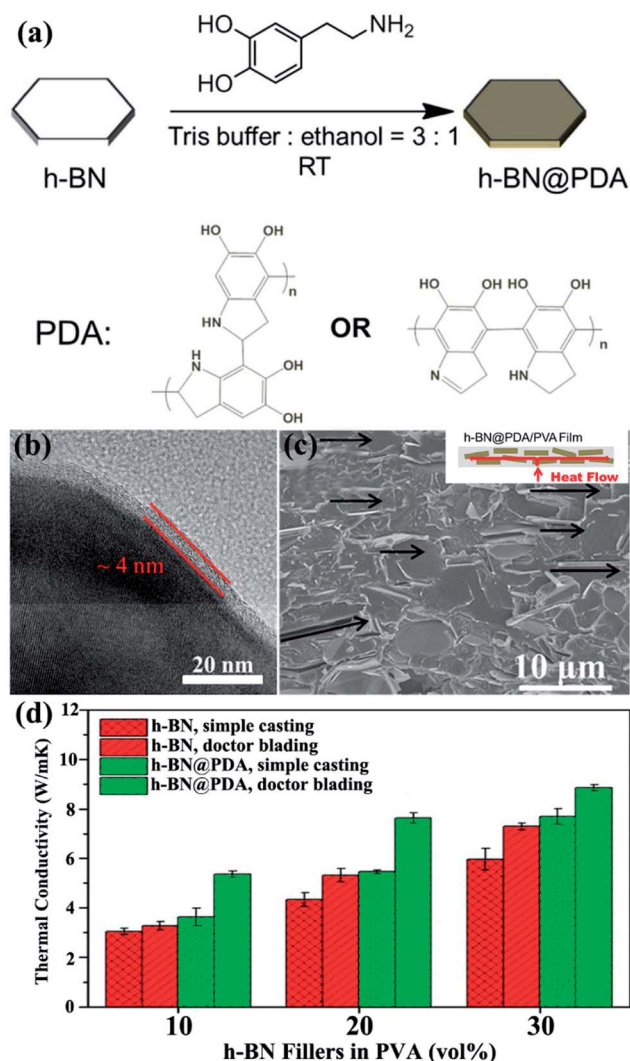 (a)
HO
NH2
HO
Tris buffer : ethanol = 3 : 1
RT
h-BN
h-BN@PDA
PDA:
HO
OH
n
HN
H
N
OH
OH
OR
HO
OH
HO
OH
n
N
HN
(b)
~ 4 nm
20 nm
(c)
h-BN@PDA/PVA Film
Heat Flow
10 µm
(d)
Thermal Conductivity (W/mK)
12
10
8
6
4
2
0
h-BN, simple casting
h-BN, doctor blading
h-BN@PDA, simple casting
h-BN@PDA, doctor blading
10
20
30
h-BN Fillers in PVA (vol%)